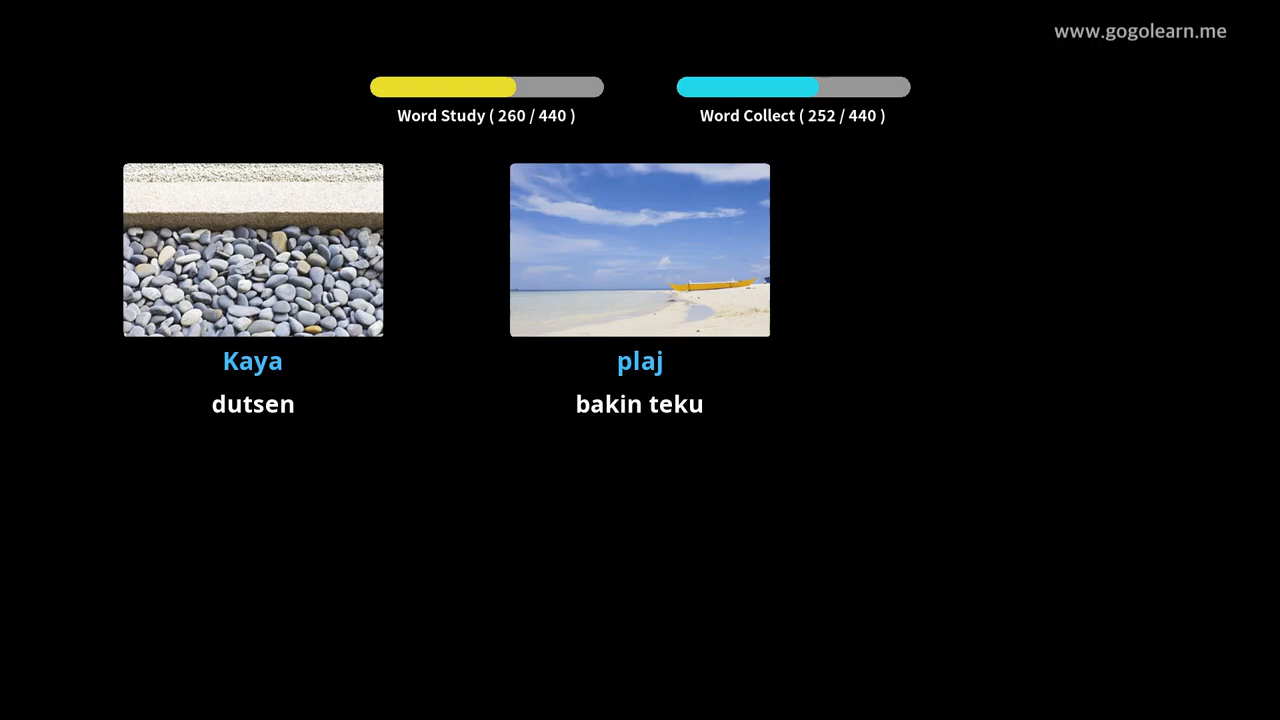 www.gogolearn.me
Word Study ( 260 / 440 )
Word Collect ( 252 / 440 )
Kaya
dutsen
plaj
bakin teku